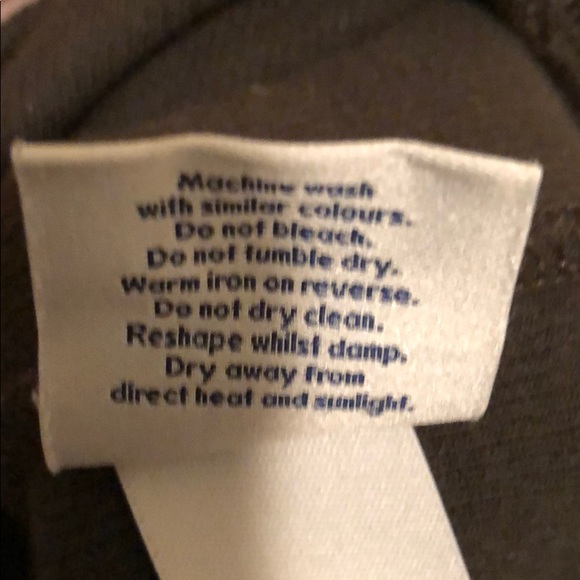 Machine wash
with similar colours.
Do not bleach.
Do not tumble dry.
Warm iron on reverse.
Do not dry clean.
Reshape whilst damp.
Dry away from
direct heat and sunlight.